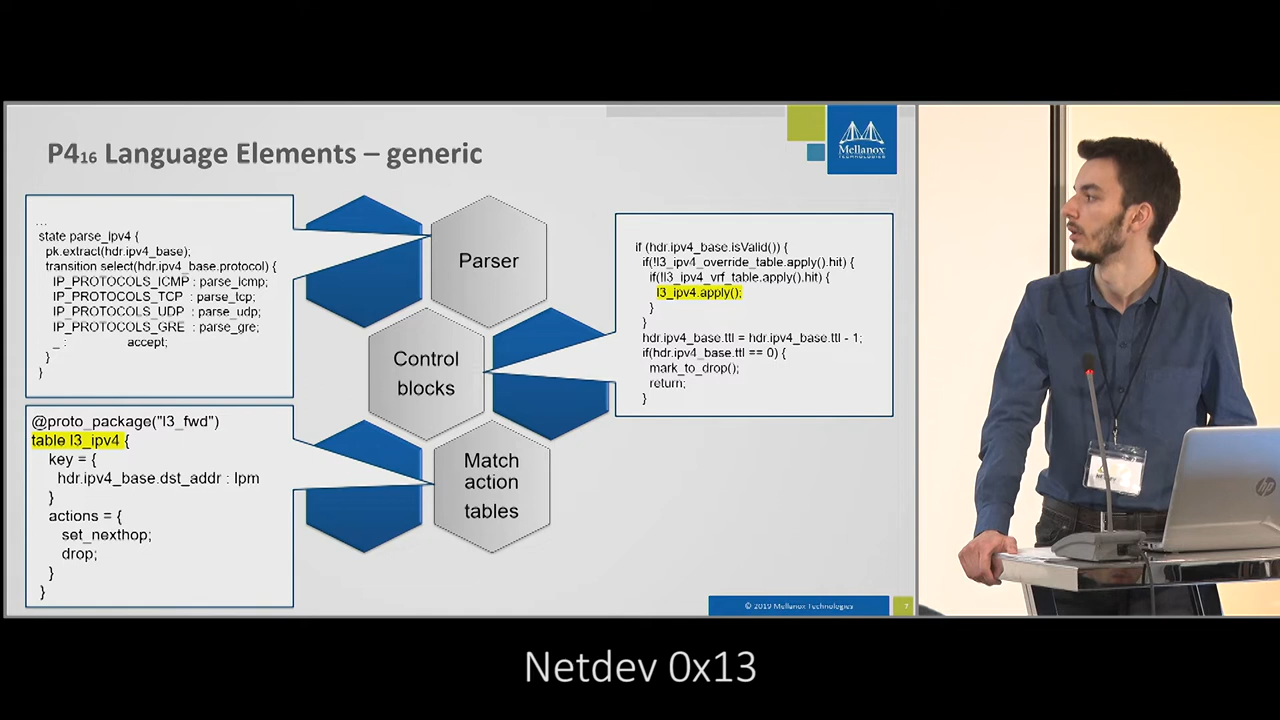 P4₁₆ Language Elements – generic
Mellanox
TECHNOLOGIES
...
state parse_ipv4 {
pk.extract(hdr.ipv4_base);
transition select(hdr.ipv4_base.protocol) {
IP_PROTOCOLS_ICMP : parse_icmp;
IP_PROTOCOLS_TCP : parse_tcp;
IP_PROTOCOLS_UDP : parse_udp;
IP_PROTOCOLS_GRE : parse_gre;
_ : accept;
}
}
Parser
Control
blocks
Match
action
tables
if (hdr.ipv4_base.isValid()) {
if(!l3_ipv4_override_table.apply().hit) {
if(!l3_ipv4_vrf_table.apply().hit) {
l3_ipv4.apply();
}
}
hdr.ipv4_base.ttl = hdr.ipv4_base.ttl - 1;
if(hdr.ipv4_base.ttl == 0) {
mark_to_drop();
return;
}
@proto_package("l3_fwd")
table l3_ipv4 {
key = {
hdr.ipv4_base.dst_addr : lpm
}
actions = {
set_nexthop;
drop;
}
}
© 2019 Mellanox Technologies
7
hp
Netdev 0x13